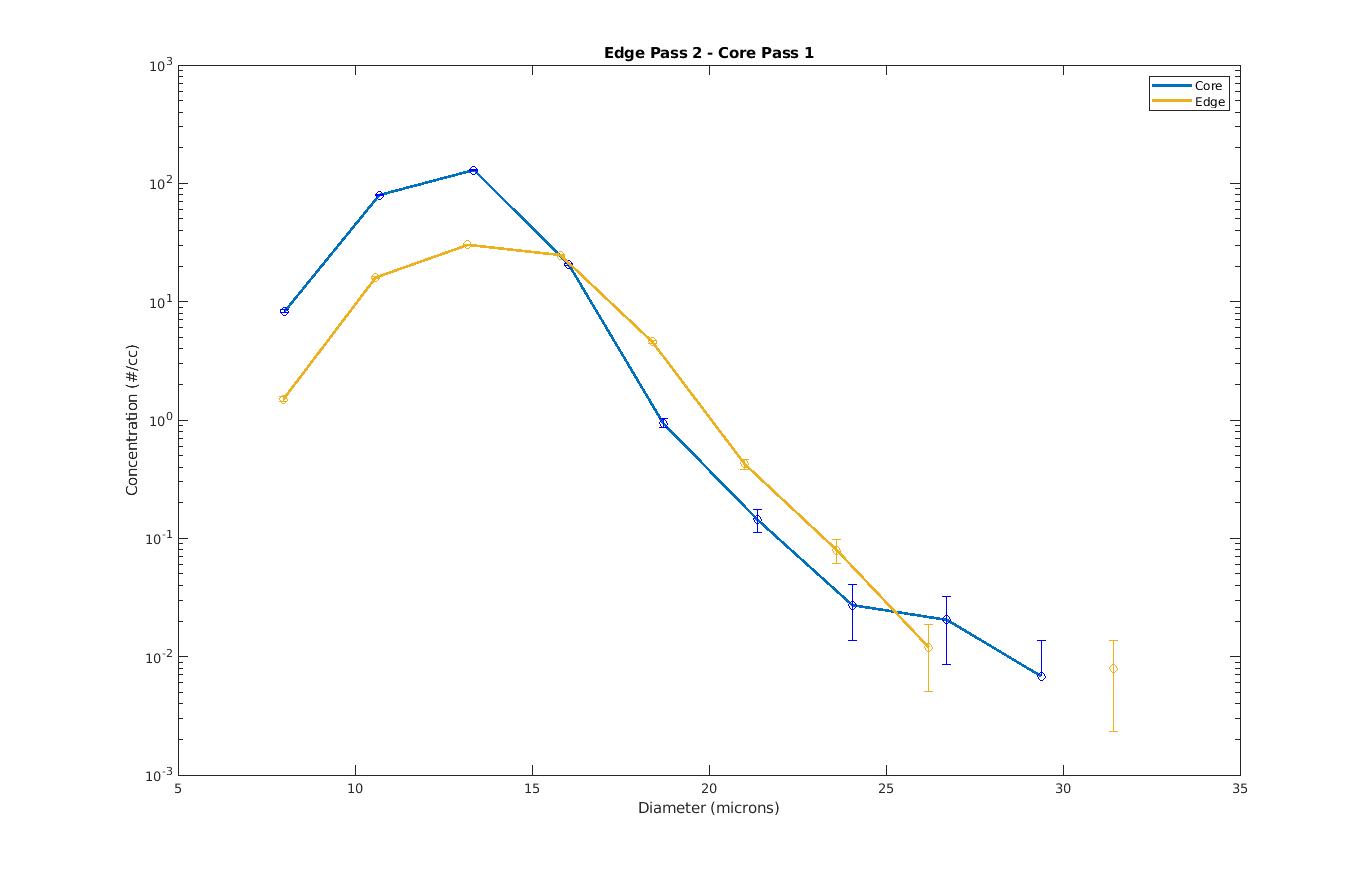 Edge Pass 2 - Core Pass 1
10^3
10^2
10^1
10^0
10^-1
10^-2
10^-3
Concentration (#/cc)
Core
Edge
5 10 15 20 25 30 35
Diameter (microns)